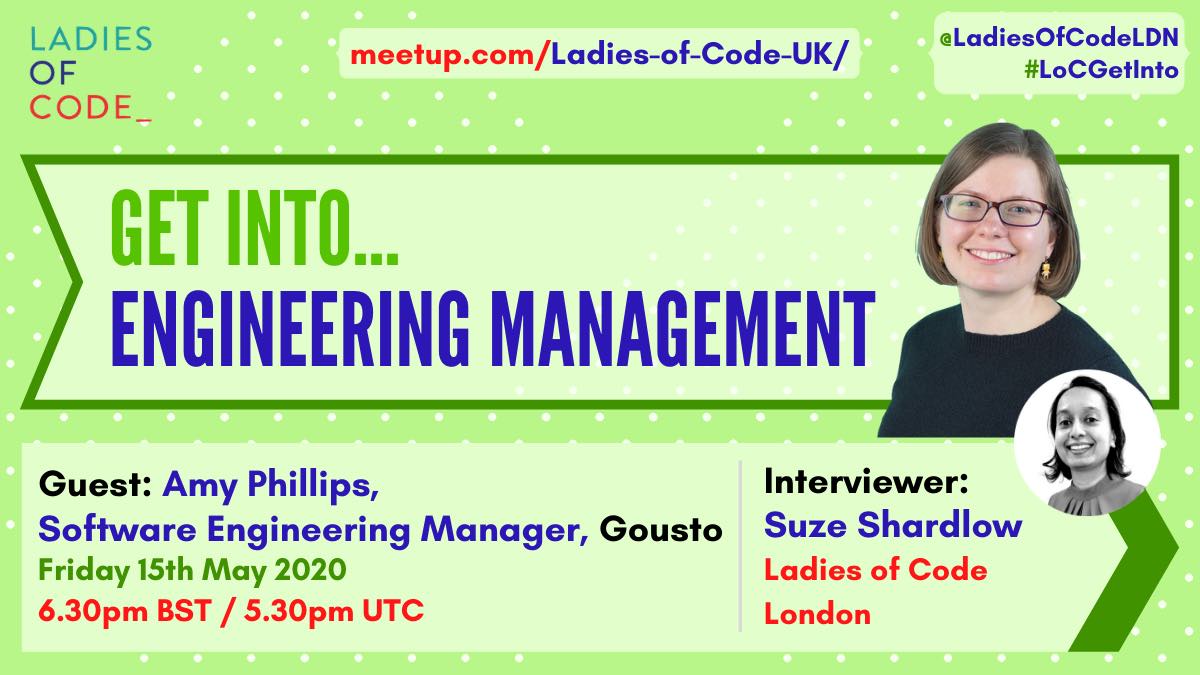 LADIES
OF
CODE_
meetup.com/Ladies-of-Code-UK/
@LadiesOfCodeLDN
#LoCGetInto
GET INTO...
ENGINEERING MANAGEMENT
Guest: Amy Phillips,
Software Engineering Manager, Gousto
Friday 15th May 2020
6.30pm BST / 5.30pm UTC
Interviewer:
Suze Shardlow
Ladies of Code
London